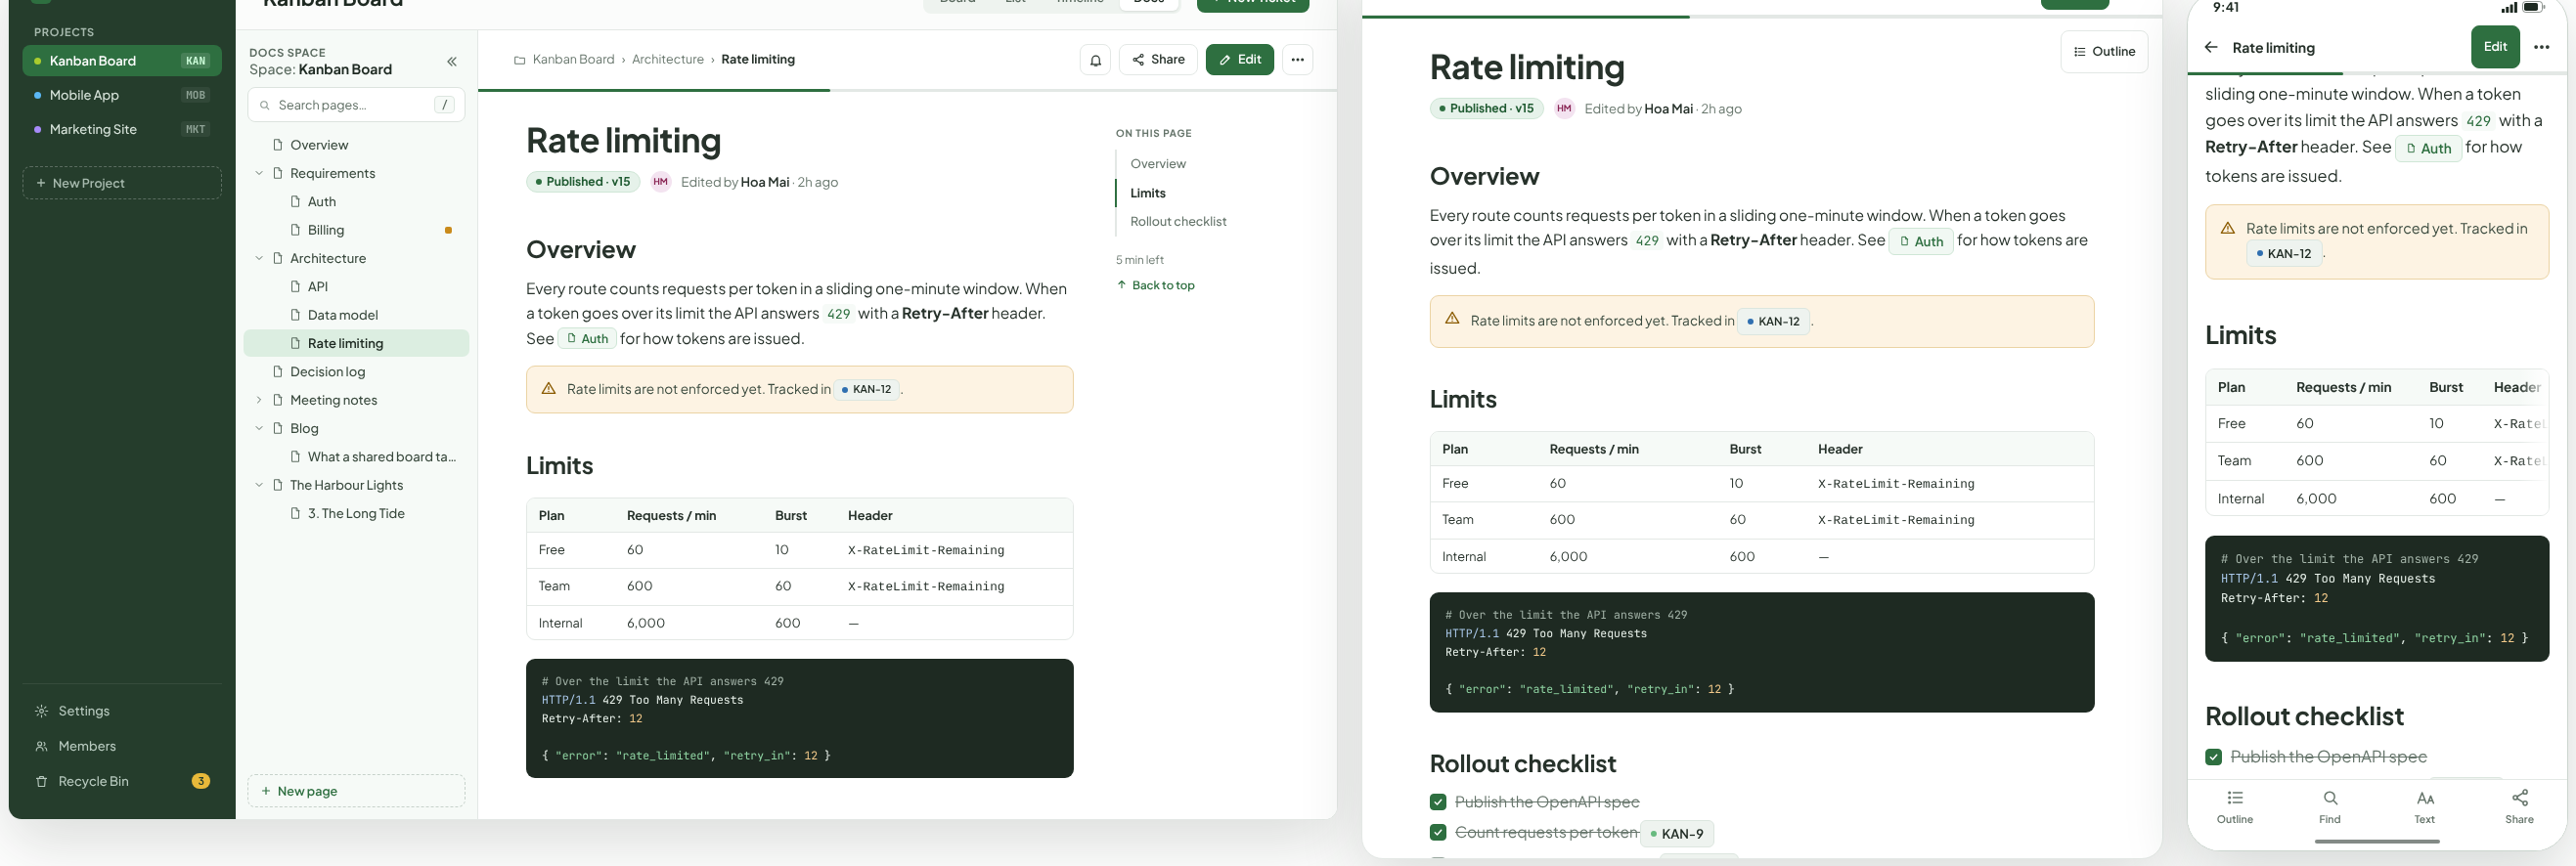 Kanban Board
Board List Timeline Docs
+ New Ticket
PROJECTS
Kanban Board KAN
Mobile App MOB
Marketing Site MKT
+ New Project
Settings
Members
Recycle Bin 3
DOCS SPACE
Space: Kanban Board
Search pages... /
Overview
Requirements
Auth
Billing
Architecture
API
Data model
Rate limiting
Decision log
Meeting notes
Blog
What a shared board ta...
The Harbour Lights
3. The Long Tide
+ New page
Kanban Board › Architecture › Rate limiting
Share
Edit
Rate limiting
Published · v15 HM Edited by Hoa Mai · 2h ago
Overview
Every route counts requests per token in a sliding one-minute window. When
a token goes over its limit the API answers 429 with a Retry-After header.
See Auth for how tokens are issued.
Rate limits are not enforced yet. Tracked in KAN-12 .
Limits
Plan Requests / min Burst Header
Free 60 10 X-RateLimit-Remaining
Team 600 60 X-RateLimit-Remaining
Internal 6,000 600 —
# Over the limit the API answers 429
HTTP/1.1 429 Too Many Requests
Retry-After: 12
{ "error": "rate_limited", "retry_in": 12 }
ON THIS PAGE
Overview
Limits
Rollout checklist
5 min left
Back to top
Outline
Rate limiting
Published · v15 HM Edited by Hoa Mai · 2h ago
Overview
Every route counts requests per token in a sliding one-minute window. When a token goes
over its limit the API answers 429 with a Retry-After header. See Auth for how tokens are
issued.
Rate limits are not enforced yet. Tracked in KAN-12 .
Limits
Plan Requests / min Burst Header
Free 60 10 X-RateLimit-Remaining
Team 600 60 X-RateLimit-Remaining
Internal 6,000 600 —
# Over the limit the API answers 429
HTTP/1.1 429 Too Many Requests
Retry-After: 12
{ "error": "rate_limited", "retry_in": 12 }
Rollout checklist
Publish the OpenAPI spec
Count requests per token KAN-9
9:41
Rate limiting
Edit
sliding one-minute window. When a token
goes over its limit the API answers 429 with a
Retry-After header. See Auth for how
tokens are issued.
Rate limits are not enforced yet. Tracked in
KAN-12 .
Limits
Plan Requests / min Burst Header
Free 60 10 X-RateL
Team 600 60 X-RateL
Internal 6,000 600 —
# Over the limit the API answers 429
HTTP/1.1 429 Too Many Requests
Retry-After: 12
{ "error": "rate_limited", "retry_in": 12 }
Rollout checklist
Publish the OpenAPI spec
Outline Find Text Share